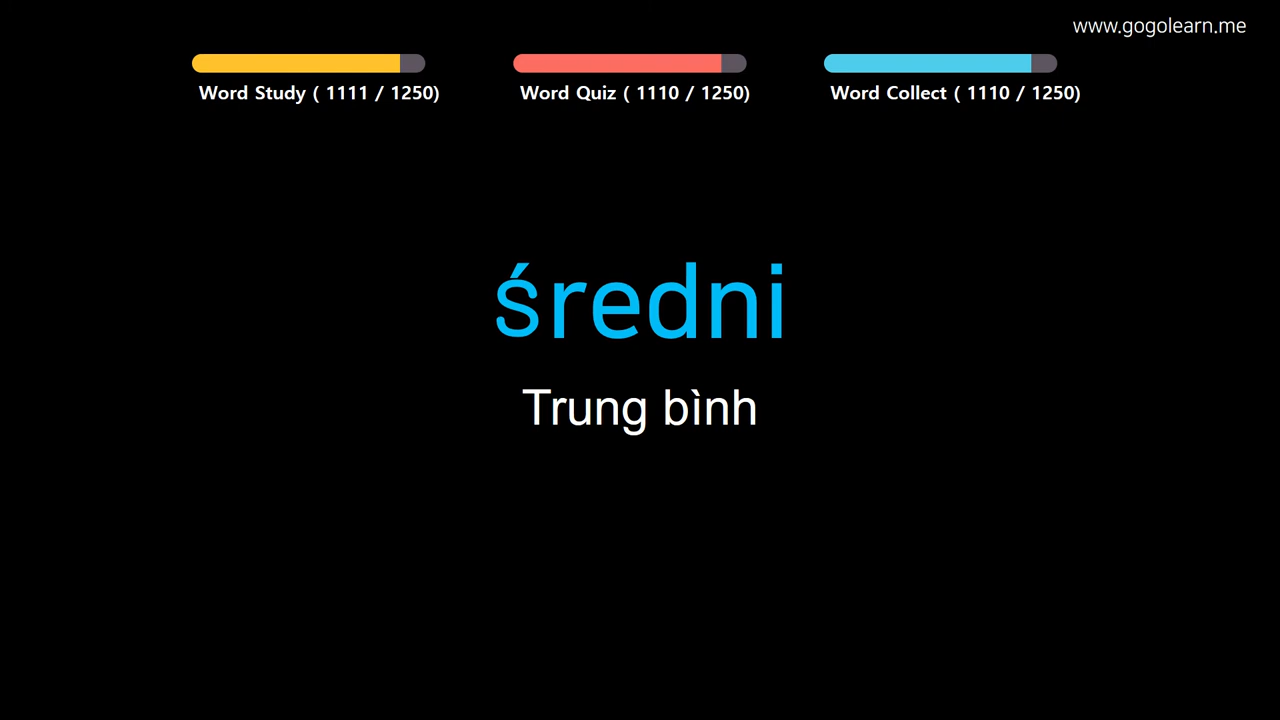 www.gogolearn.me
Word Study ( 1111 / 1250)
Word Quiz ( 1110 / 1250)
Word Collect ( 1110 / 1250)
średni
Trung bình